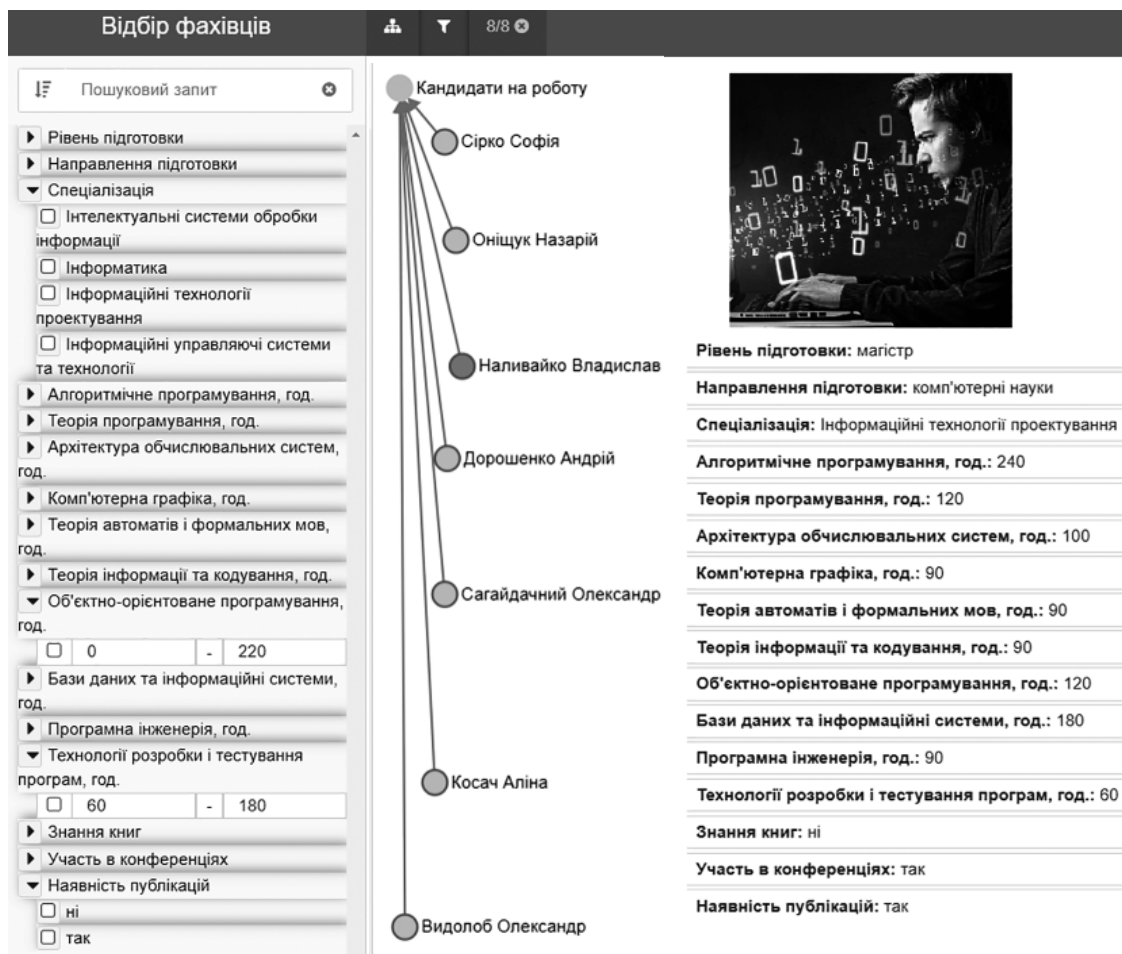 Відбір фахівців
8/8
Пошуковий запит
Рівень підготовки
Направлення підготовки
Спеціалізація
Інтелектуальні системи обробки
інформації
Інформатика
Інформаційні технології
проектування
Інформаційні управляючі системи
та технології
Алгоритмічне програмування, год.
Теорія програмування, год.
Архітектура обчислювальних систем,
год.
Комп'ютерна графіка, год.
Теорія автоматів і формальних мов,
год.
Теорія інформації та кодування, год.
Об'єктно-орієнтоване програмування,
год.
0 - 220
Бази даних та інформаційні системи,
год.
Програмна інженерія, год.
Технології розробки і тестування
програм, год.
60 - 180
Знання книг
Участь в конференціях
Наявність публікацій
ні
так
Кандидати на роботу
Сірко Софія
Оніщук Назарій
Наливайко Владислав
Дорошенко Андрій
Сагайдачний Олександр
Косач Аліна
Видолоб Олександр
Рівень підготовки: магістр
Направлення підготовки: комп'ютерні науки
Спеціалізація: Інформаційні технології проектування
Алгоритмічне програмування, год.: 240
Теорія програмування, год.: 120
Архітектура обчислювальних систем, год.: 100
Комп'ютерна графіка, год.: 90
Теорія автоматів і формальних мов, год.: 90
Теорія інформації та кодування, год.: 90
Об'єктно-орієнтоване програмування, год.: 120
Бази даних та інформаційні системи, год.: 180
Програмна інженерія, год.: 90
Технології розробки і тестування програм, год.: 60
Знання книг: ні
Участь в конференціях: так
Наявність публікацій: так